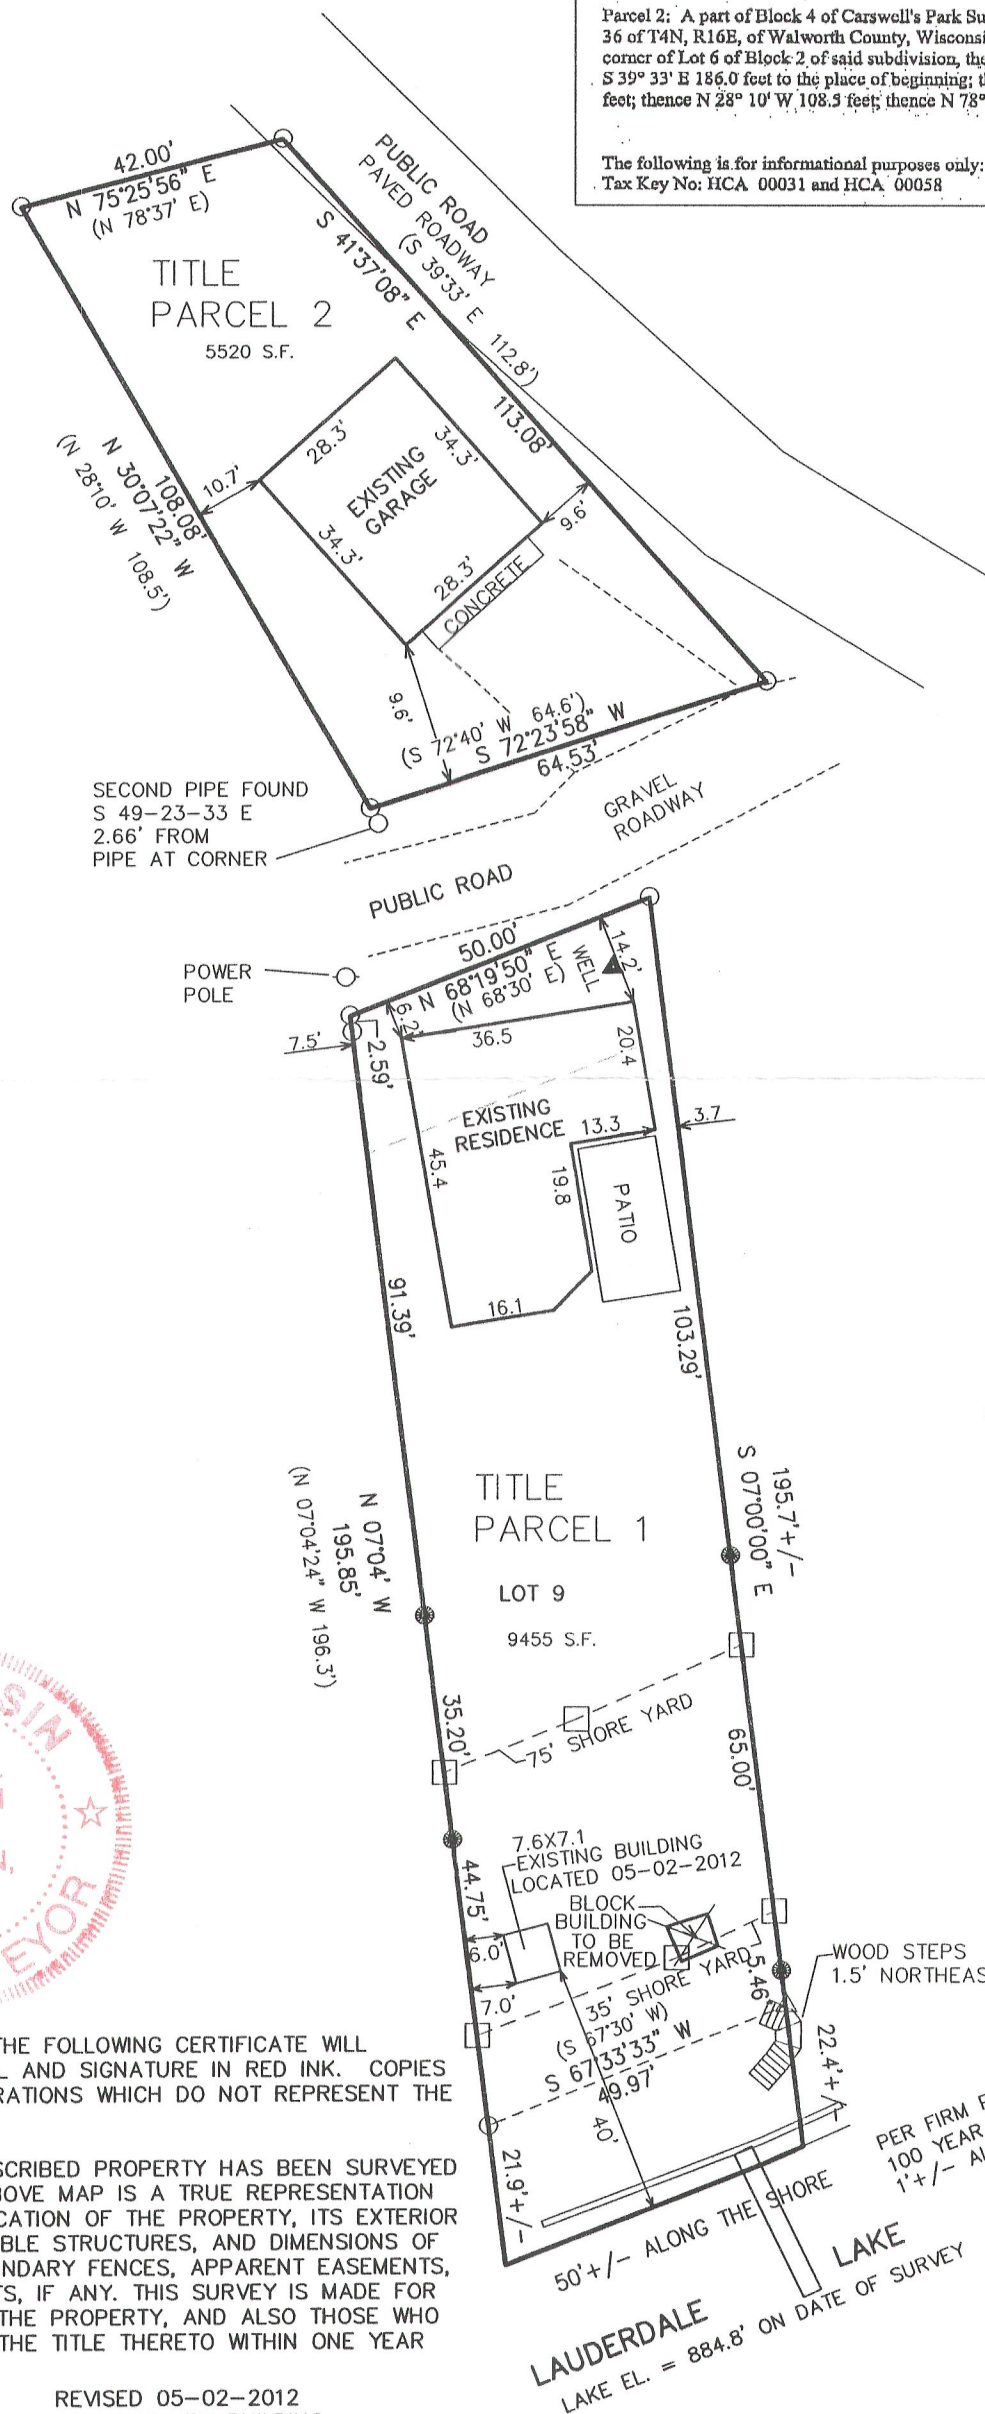 Parcel 2: A part of Block 4 of Carswell's Park Su
36 of T4N, R16E, of Walworth County, Wisconsi
corner of Lot 6 of Block 2 of said subdivision, the
S 39° 33' E 186.0 feet to the place of beginning; t
feet; thence N 28° 10' W 108.5 feet; thence N 78°
The following is for informational purposes only:
Tax Key No: HCA 00031 and HCA 00058
42.00'
N 75°25'56" E
(N 78°37' E)
PUBLIC ROAD
PAVED ROADWAY
(S 39°33' E 112.8')
S 41°37'08" E
113.08'
TITLE
PARCEL 2
5520 S.F.
28.3'
34.3'
EXISTING
GARAGE
34.3'
28.3'
10.7'
9.6'
CONCRETE
108.08'
N 30°07'22" W
(N 28°10' W 108.5')
9.6'
(S 72°40' W 64.6')
S 72°23'58" W
64.53'
SECOND PIPE FOUND
S 49-23-33 E
2.66' FROM
PIPE AT CORNER
GRAVEL
ROADWAY
PUBLIC ROAD
POWER
POLE
50.00'
N 68°19'50" E
(N 68°30' E)
WELL
14.2'
6.2'
7.5'
2.59'
36.5
20.4
EXISTING
RESIDENCE
13.3
3.7
45.4
19.8
PATIO
16.1
91.39'
103.29'
N 07°04' W
195.85'
(N 07°04'24" W 196.3')
195.7'+/-
S 07°00'00" E
TITLE
PARCEL 1
LOT 9
9455 S.F.
35.20'
75' SHORE YARD
65.00'
7.6X7.1
EXISTING BUILDING
LOCATED 05-02-2012
44.75'
BLOCK
BUILDING
TO BE
REMOVED
6.0'
7.0'
35' SHORE YARD
5.46'
WOOD STEPS
1.5' NORTHEAS
(S 67°30' W)
S 67°33'33" W
49.97'
40'
22.4'+/-
21.9'+/-
50'+/- ALONG THE SHORE
PER FIRM
100 YEAR
1'+/-
LAUDERDALE LAKE
LAKE EL. = 884.8' ON DATE OF SURVEY
SIN
EYOR
HE FOLLOWING CERTIFICATE WILL
AND SIGNATURE IN RED INK. COPIES
RATIONS WHICH DO NOT REPRESENT THE
SCRIBED PROPERTY HAS BEEN SURVEYED
BOVE MAP IS A TRUE REPRESENTATION
CATION OF THE PROPERTY, ITS EXTERIOR
BLE STRUCTURES, AND DIMENSIONS OF
NDARY FENCES, APPARENT EASEMENTS,
TS, IF ANY. THIS SURVEY IS MADE FOR
THE PROPERTY, AND ALSO THOSE WHO
THE TITLE THERETO WITHIN ONE YEAR
REVISED 05-02-2012